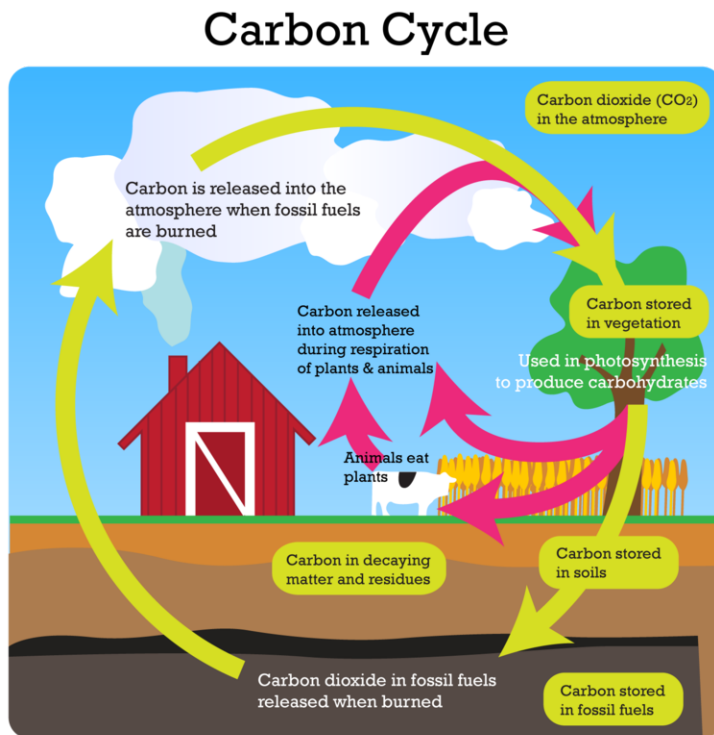 Carbon Cycle
Carbon dioxide (CO₂)
in the atmosphere
Carbon is released into the
atmosphere when fossil fuels
are burned
Carbon stored
in vegetation
Carbon released
into atmosphere
during respiration
of plants & animals
Used in photosynthesis
to produce carbohydrates
Animals eat
plants
Carbon in decaying
matter and residues
Carbon stored
in soils
Carbon dioxide in fossil fuels
released when burned
Carbon stored
in fossil fuels